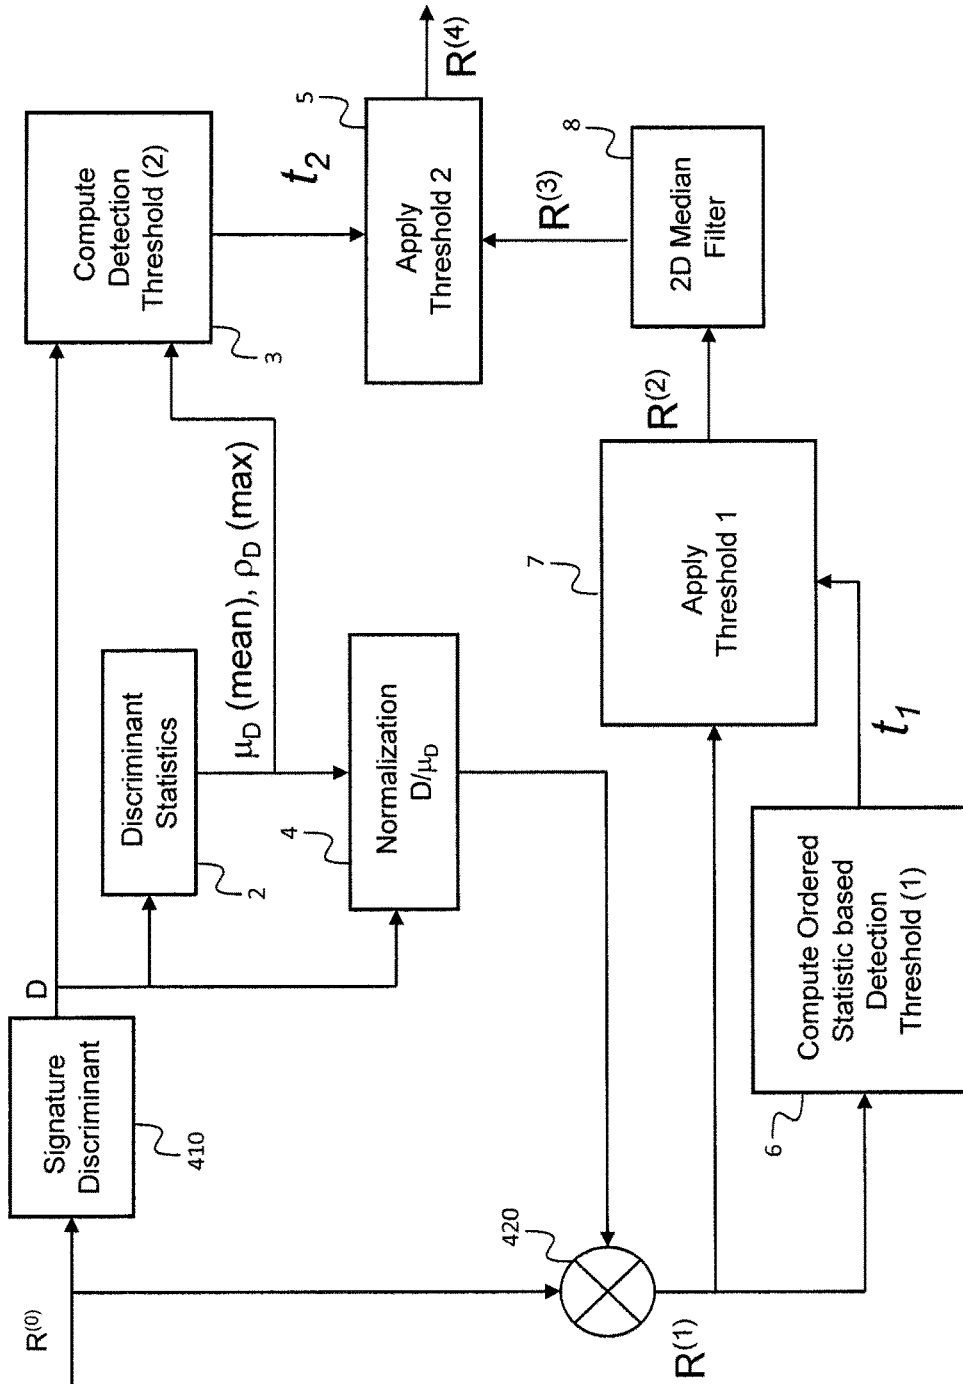 R(0)
Signature
Discriminant
410
D
Discriminant
Statistics
2
μD (mean), ρD (max)
Compute
Detection
Threshold (2)
3
Normalization
D/μD
4
t2
Apply
Threshold 2
5
R(4)
420
R(1)
Compute Ordered
Statistic based
Detection
Threshold (1)
6
t1
Apply
Threshold 1
7
R(2)
2D Median
Filter
8
R(3)